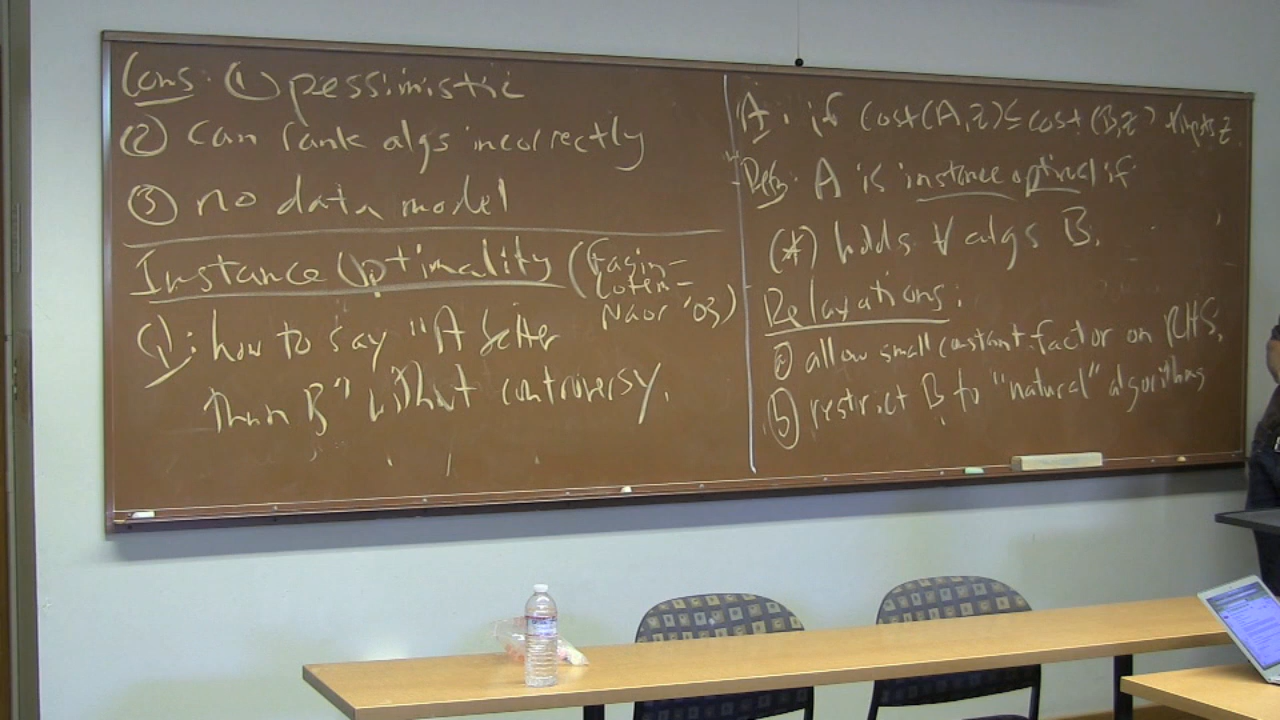 Cons: ① pessimistic
② can rank algs incorrectly
③ no data model
Instance Optimality (Fagin-
Lotem-
Naor '03)
Q: how to say "A better
than B" without controversy.
A: if cost(A,z) ≤ cost(B,z) ∀ inputs z
Def: A is instance optimal if
(*) holds ∀ algs B.
Relaxations:
ⓐ allow small constant factor on RHS.
ⓑ restrict B to "natural" algorithms